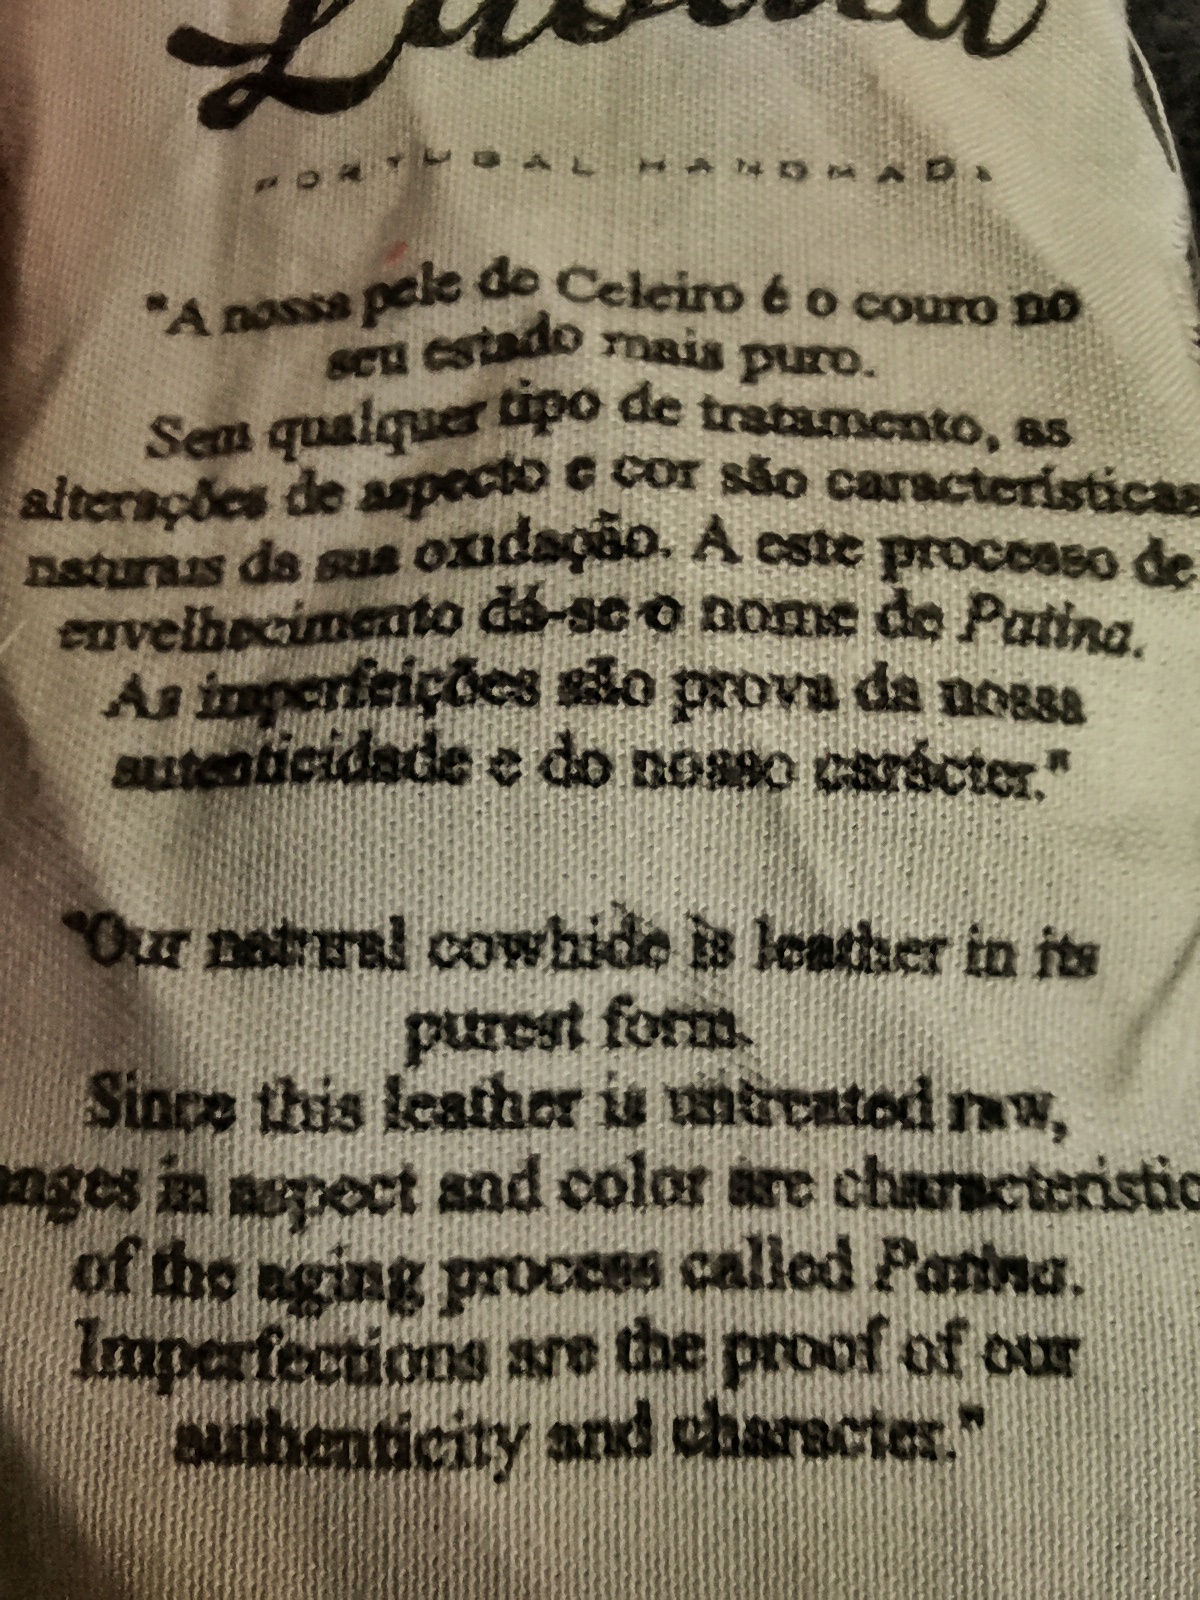 PORTUGAL HANDMADE
"A nossa pele de Celeiro é o couro no
seu estado mais puro.
Sem qualquer tipo de tratamento, as
alterações de aspecto e cor são características
naturais da sua oxidação. A este processo de
envelhecimento dá-se o nome de Patina.
As imperfeições são prova da nossa
autenticidade e do nosso carácter."
"Our natural cowhide is leather in its
purest form.
Since this leather is untreated raw,
anges in aspect and color are characteristic
of the aging process called Patina.
Imperfections are the proof of our
authenticity and character."